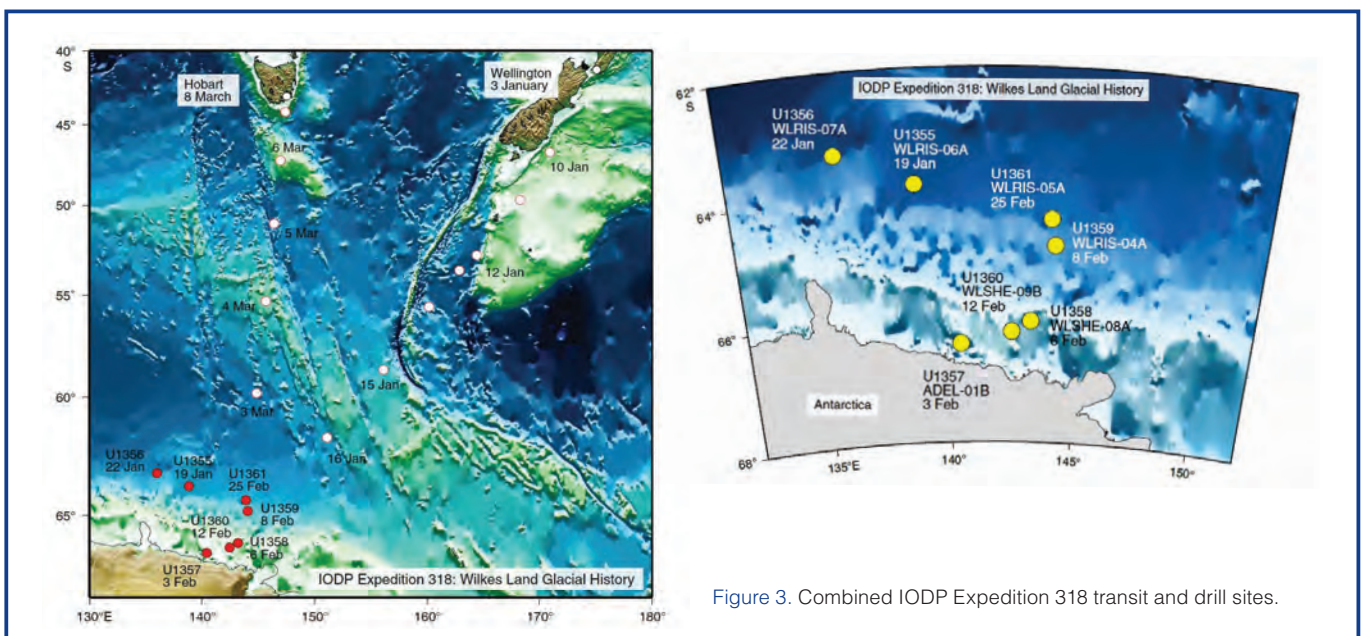 40°
S
45°
50°
55°
60°
65°
130°E
140°
150°
160°
170°
180°
Hobart
8 March
Wellington
3 January
6 Mar
10 Jan
5 Mar
12 Jan
4 Mar
15 Jan
3 Mar
16 Jan
U1356
22 Jan
U1355
19 Jan
U1361
25 Feb
U1359
8 Feb
U1360
12 Feb
U1358
6 Feb
U1357
3 Feb
IODP Expedition 318: Wilkes Land Glacial History
IODP Expedition 318: Wilkes Land Glacial History
62°
S
64°
66°
68°
135°E
140°
145°
150°
U1356
WLRIS-07A
22 Jan
U1355
WLRIS-06A
19 Jan
U1361
WLRIS-05A
25 Feb
U1359
WLRIS-04A
8 Feb
U1360
WLSHE-09B
12 Feb
U1358
WLSHE-08A
6 Feb
U1357
ADEL-01B
3 Feb
Antarctica
Figure 3. Combined IODP Expedition 318 transit and drill sites.